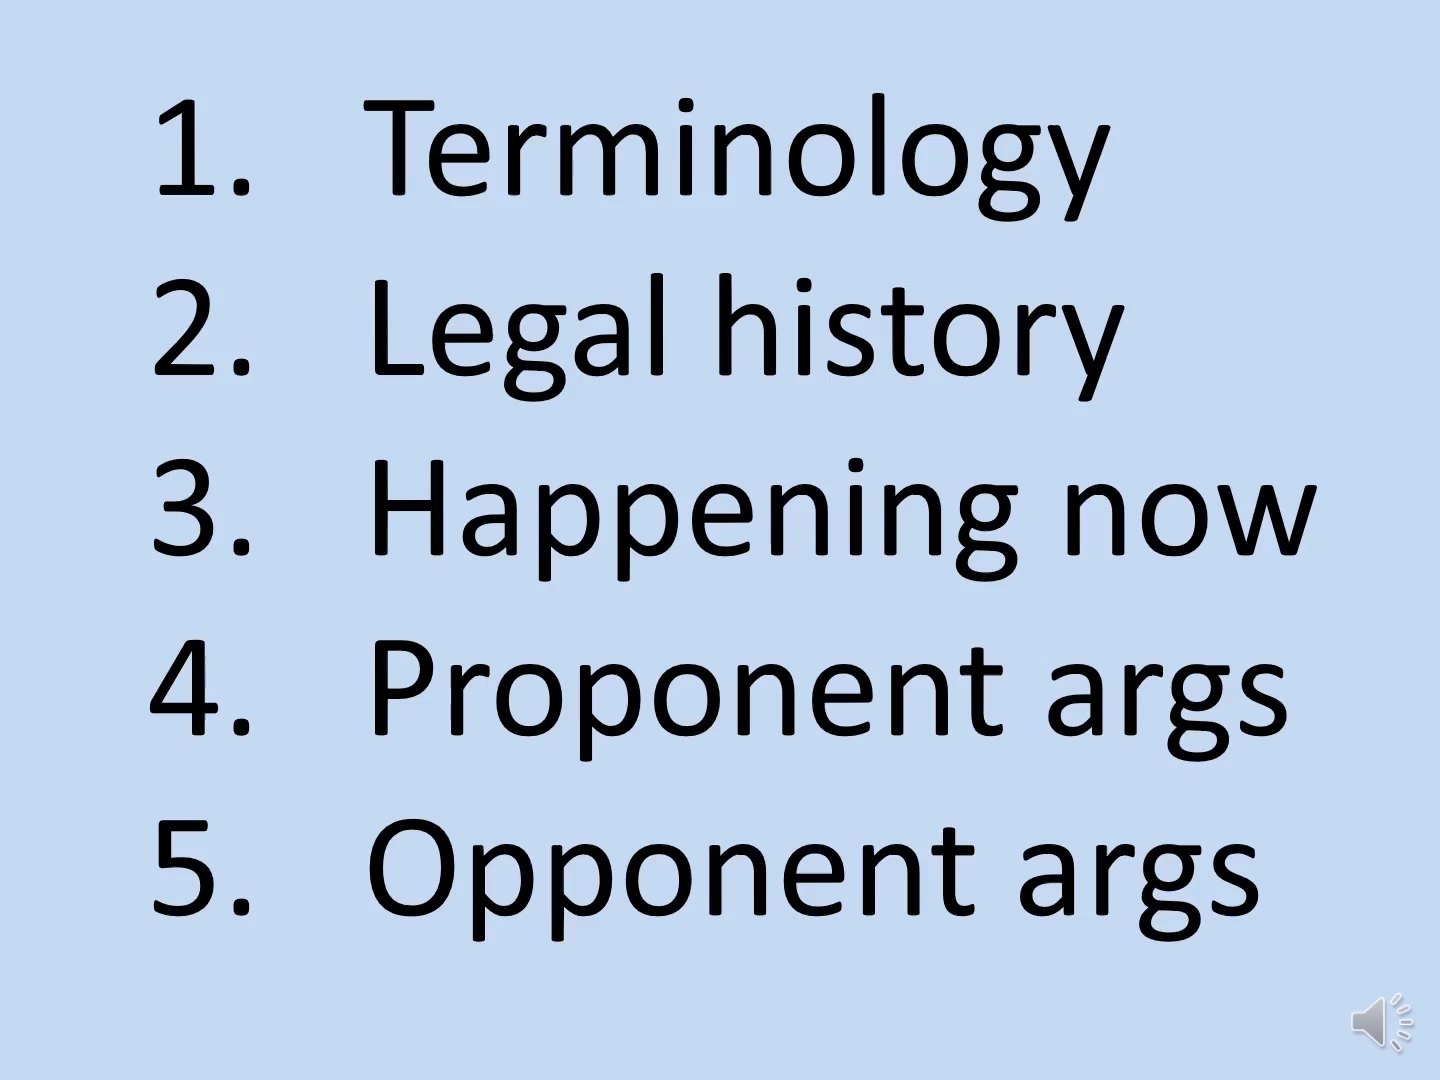 1. Terminology
2. Legal history
3. Happening now
4. Proponent args
5. Opponent args